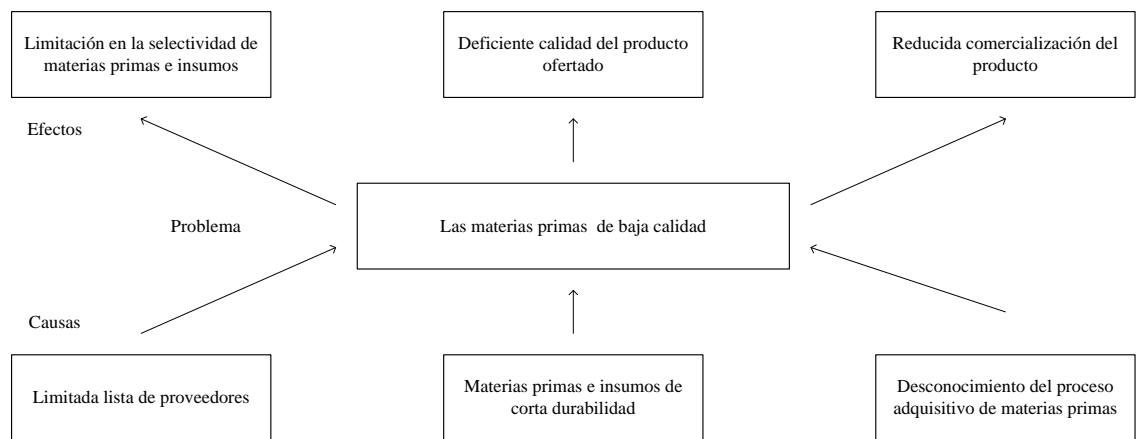 Limitación en la selectividad de
materias primas e insumos
Deficiente calidad del producto
ofertado
Reducida comercialización del
producto
Efectos
Problema
Las materias primas de baja calidad
Causas
Limitada lista de proveedores
Materias primas e insumos de
corta durabilidad
Desconocimiento del proceso
adquisitivo de materias primas